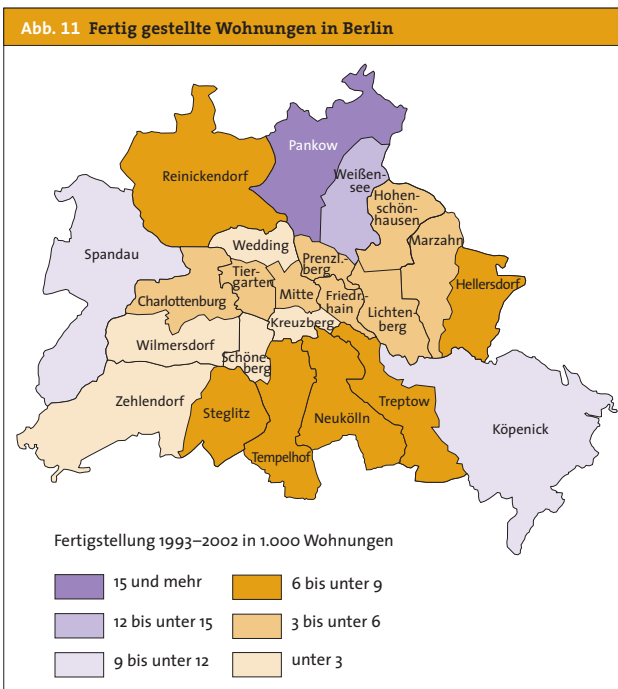 Abb. 11 Fertig gestellte Wohnungen in Berlin
Pankow
Reinickendorf
Weißen-
see
Hohen-
schön-
hausen
Spandau
Wedding
Prenzl.-
berg
Marzahn
Tier-
garten
Hellersdorf
Charlottenburg
Mitte
Friedr.-
hain
Lichten
berg
Kreuzberg
Wilmersdorf
Schöne-
berg
Zehlendorf
Steglitz
Neukölln
Treptow
Köpenick
Tempelhof
Fertigstellung 1993–2002 in 1.000 Wohnungen
15 und mehr
6 bis unter 9
12 bis unter 15
3 bis unter 6
9 bis unter 12
unter 3